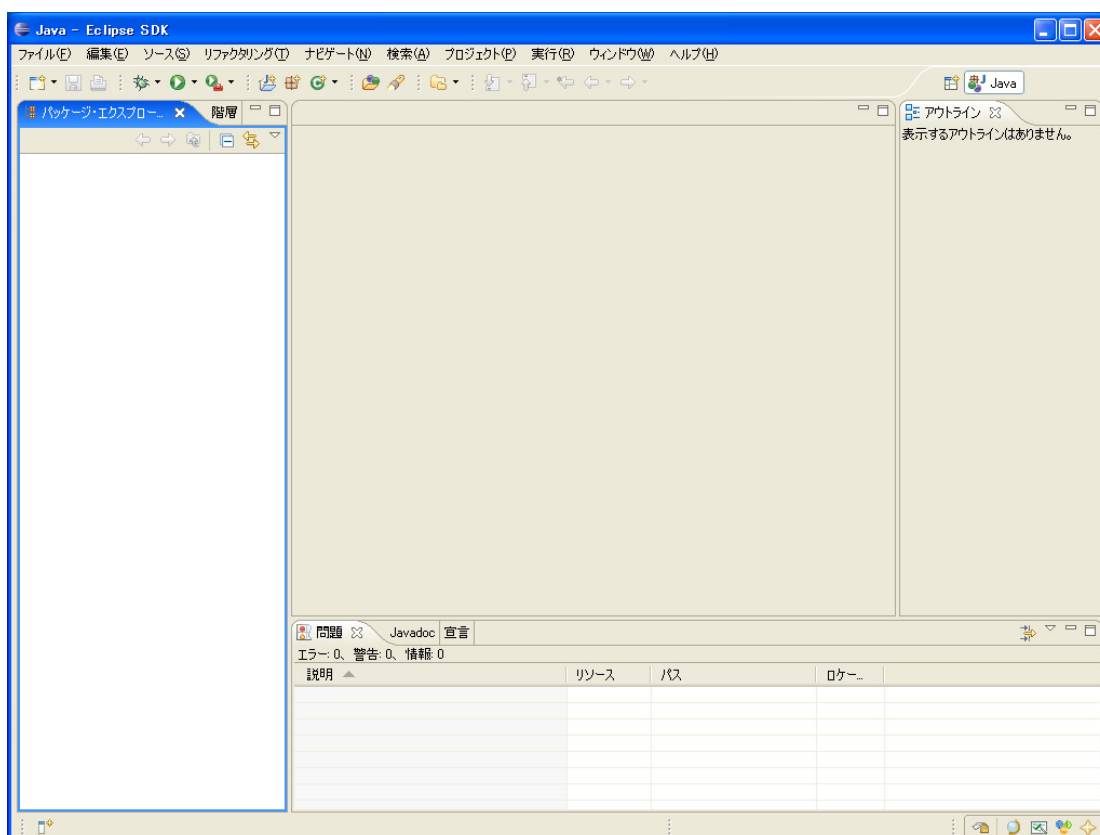 Java - Eclipse SDK
ファイル(F) 編集(E) ソース(S) リファクタリング(T) ナビゲート(N) 検索(A) プロジェクト(P) 実行(R) ウィンドウ(W) ヘルプ(H)
Java
パッケージ・エクスプロー... 階層
アウトライン
表示するアウトラインはありません。
問題 Javadoc 宣言
エラー: 0、警告: 0、情報: 0
説明 リソース パス ロケー...